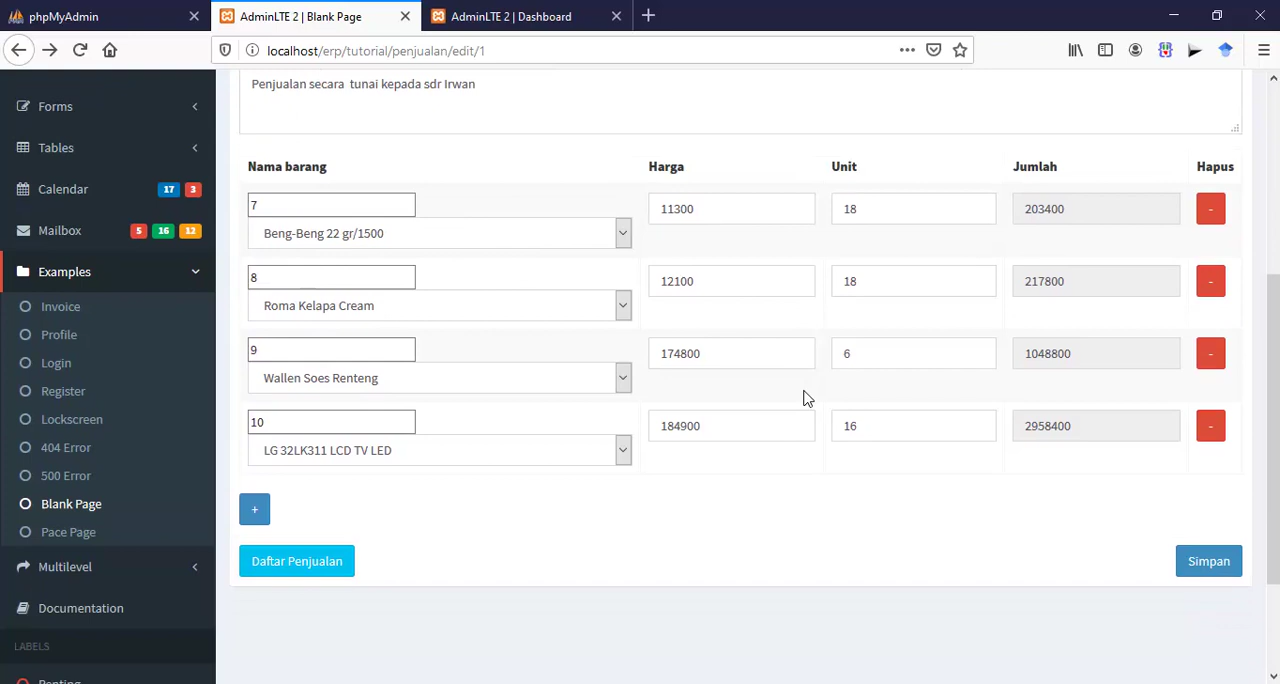 phpMyAdmin
AdminLTE 2 | Blank Page
AdminLTE 2 | Dashboard
localhost/erp/tutorial/penjualan/edit/1
Forms
Tables
Calendar 17 3
Mailbox 5 16 12
Examples
Invoice
Profile
Login
Register
Lockscreen
404 Error
500 Error
Blank Page
Pace Page
Multilevel
Documentation
LABELS
Penjualan secara  tunai kepada sdr Irwan
Nama barang Harga Unit Jumlah Hapus
7
Beng-Beng 22 gr/1500 11300 18 203400 -
8
Roma Kelapa Cream 12100 18 217800 -
9
Wallen Soes Renteng 174800 6 1048800 -
10
LG 32LK311 LCD TV LED 184900 16 2958400 -
+
Daftar Penjualan Simpan